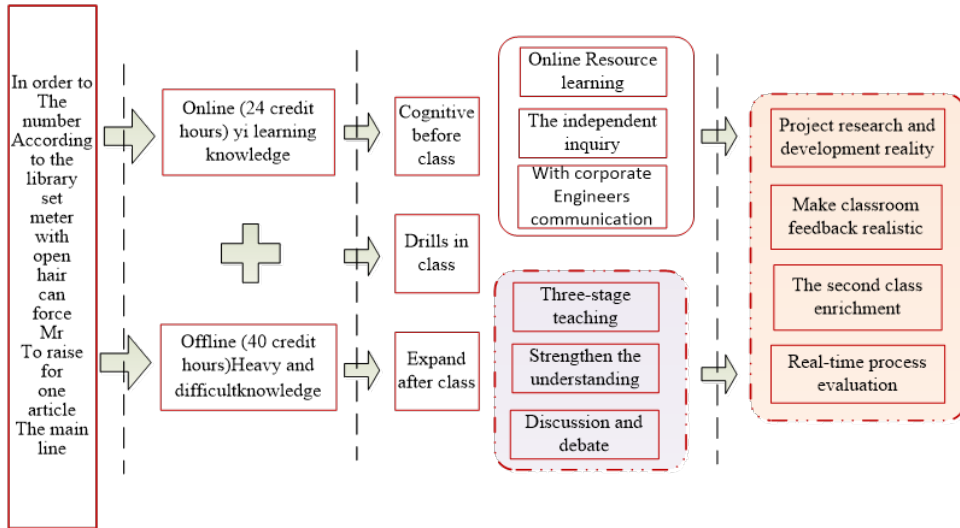 In order to
The
number
According
to the
library
set
meter
with
open
hair
can
force
Mr
To raise
for
one
article
The main
line
Online (24 credit
hours) yi learning
knowledge
Offline (40 credit
hours)Heavy and
difficultknowledge
Cognitive
before
class
Drills in
class
Expand
after class
Online Resource
learning
The independent
inquiry
With corporate
Engineers
communication
Three-stage
teaching
Strengthen the
understanding
Discussion and
debate
Project research and
development reality
Make classroom
feedback realistic
The second class
enrichment
Real-time process
evaluation